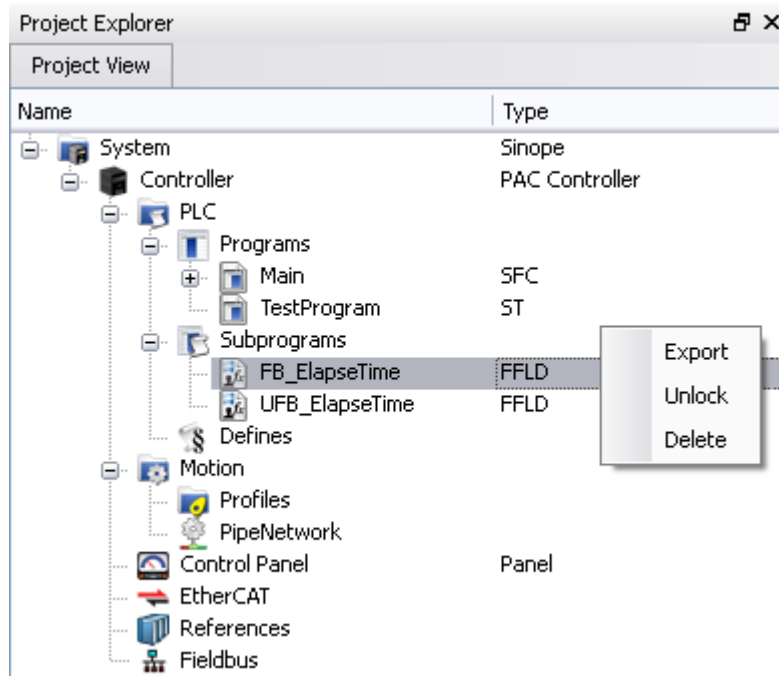 Project Explorer
Project View
Name Type
System Sinope
Controller PAC Controller
PLC
Programs
Main SFC
TestProgram ST
Subprograms
FB_ElapseTime FFLD
UFB_ElapseTime FFLD
Defines
Motion
Profiles
PipeNetwork
Control Panel Panel
EtherCAT
References
Fieldbus
Export
Unlock
Delete